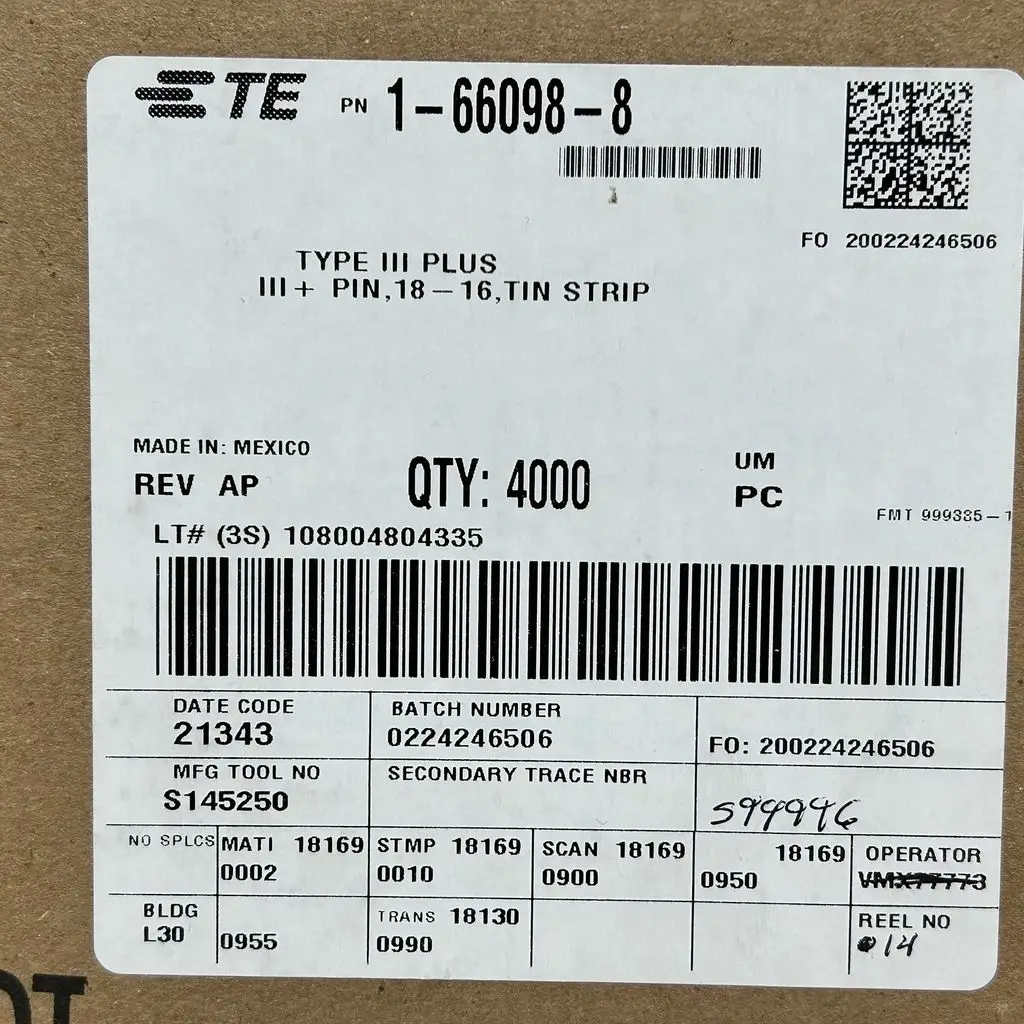 TE PN 1-66098-8
FO 200224246506
TYPE III PLUS
III+ PIN,18-16,TIN STRIP
MADE IN: MEXICO
REV AP QTY: 4000 UM PC
FMT 999385-1
LT# (3S) 108004804335
DATE CODE BATCH NUMBER
21343 0224246506 FO: 200224246506
MFG TOOL NO SECONDARY TRACE NBR
S145250 S99996
NO SPLCS MATI 18169 STMP 18169 SCAN 18169 18169 OPERATOR
0002 0010 0900 0950
BLDG TRANS 18130 REEL NO
L30 0955 0990 014